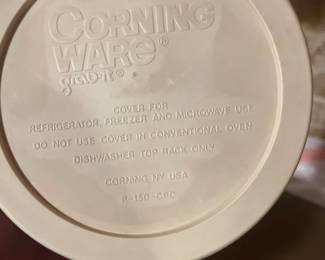 CORNING
WARE®
grab-it®
COVER FOR
REFRIGERATOR, FREEZER AND MICROWAVE USE
DO NOT USE COVER IN CONVENTIONAL OVEN
DISHWASHER TOP RACK ONLY
CORNING NY USA
P-150-CPC